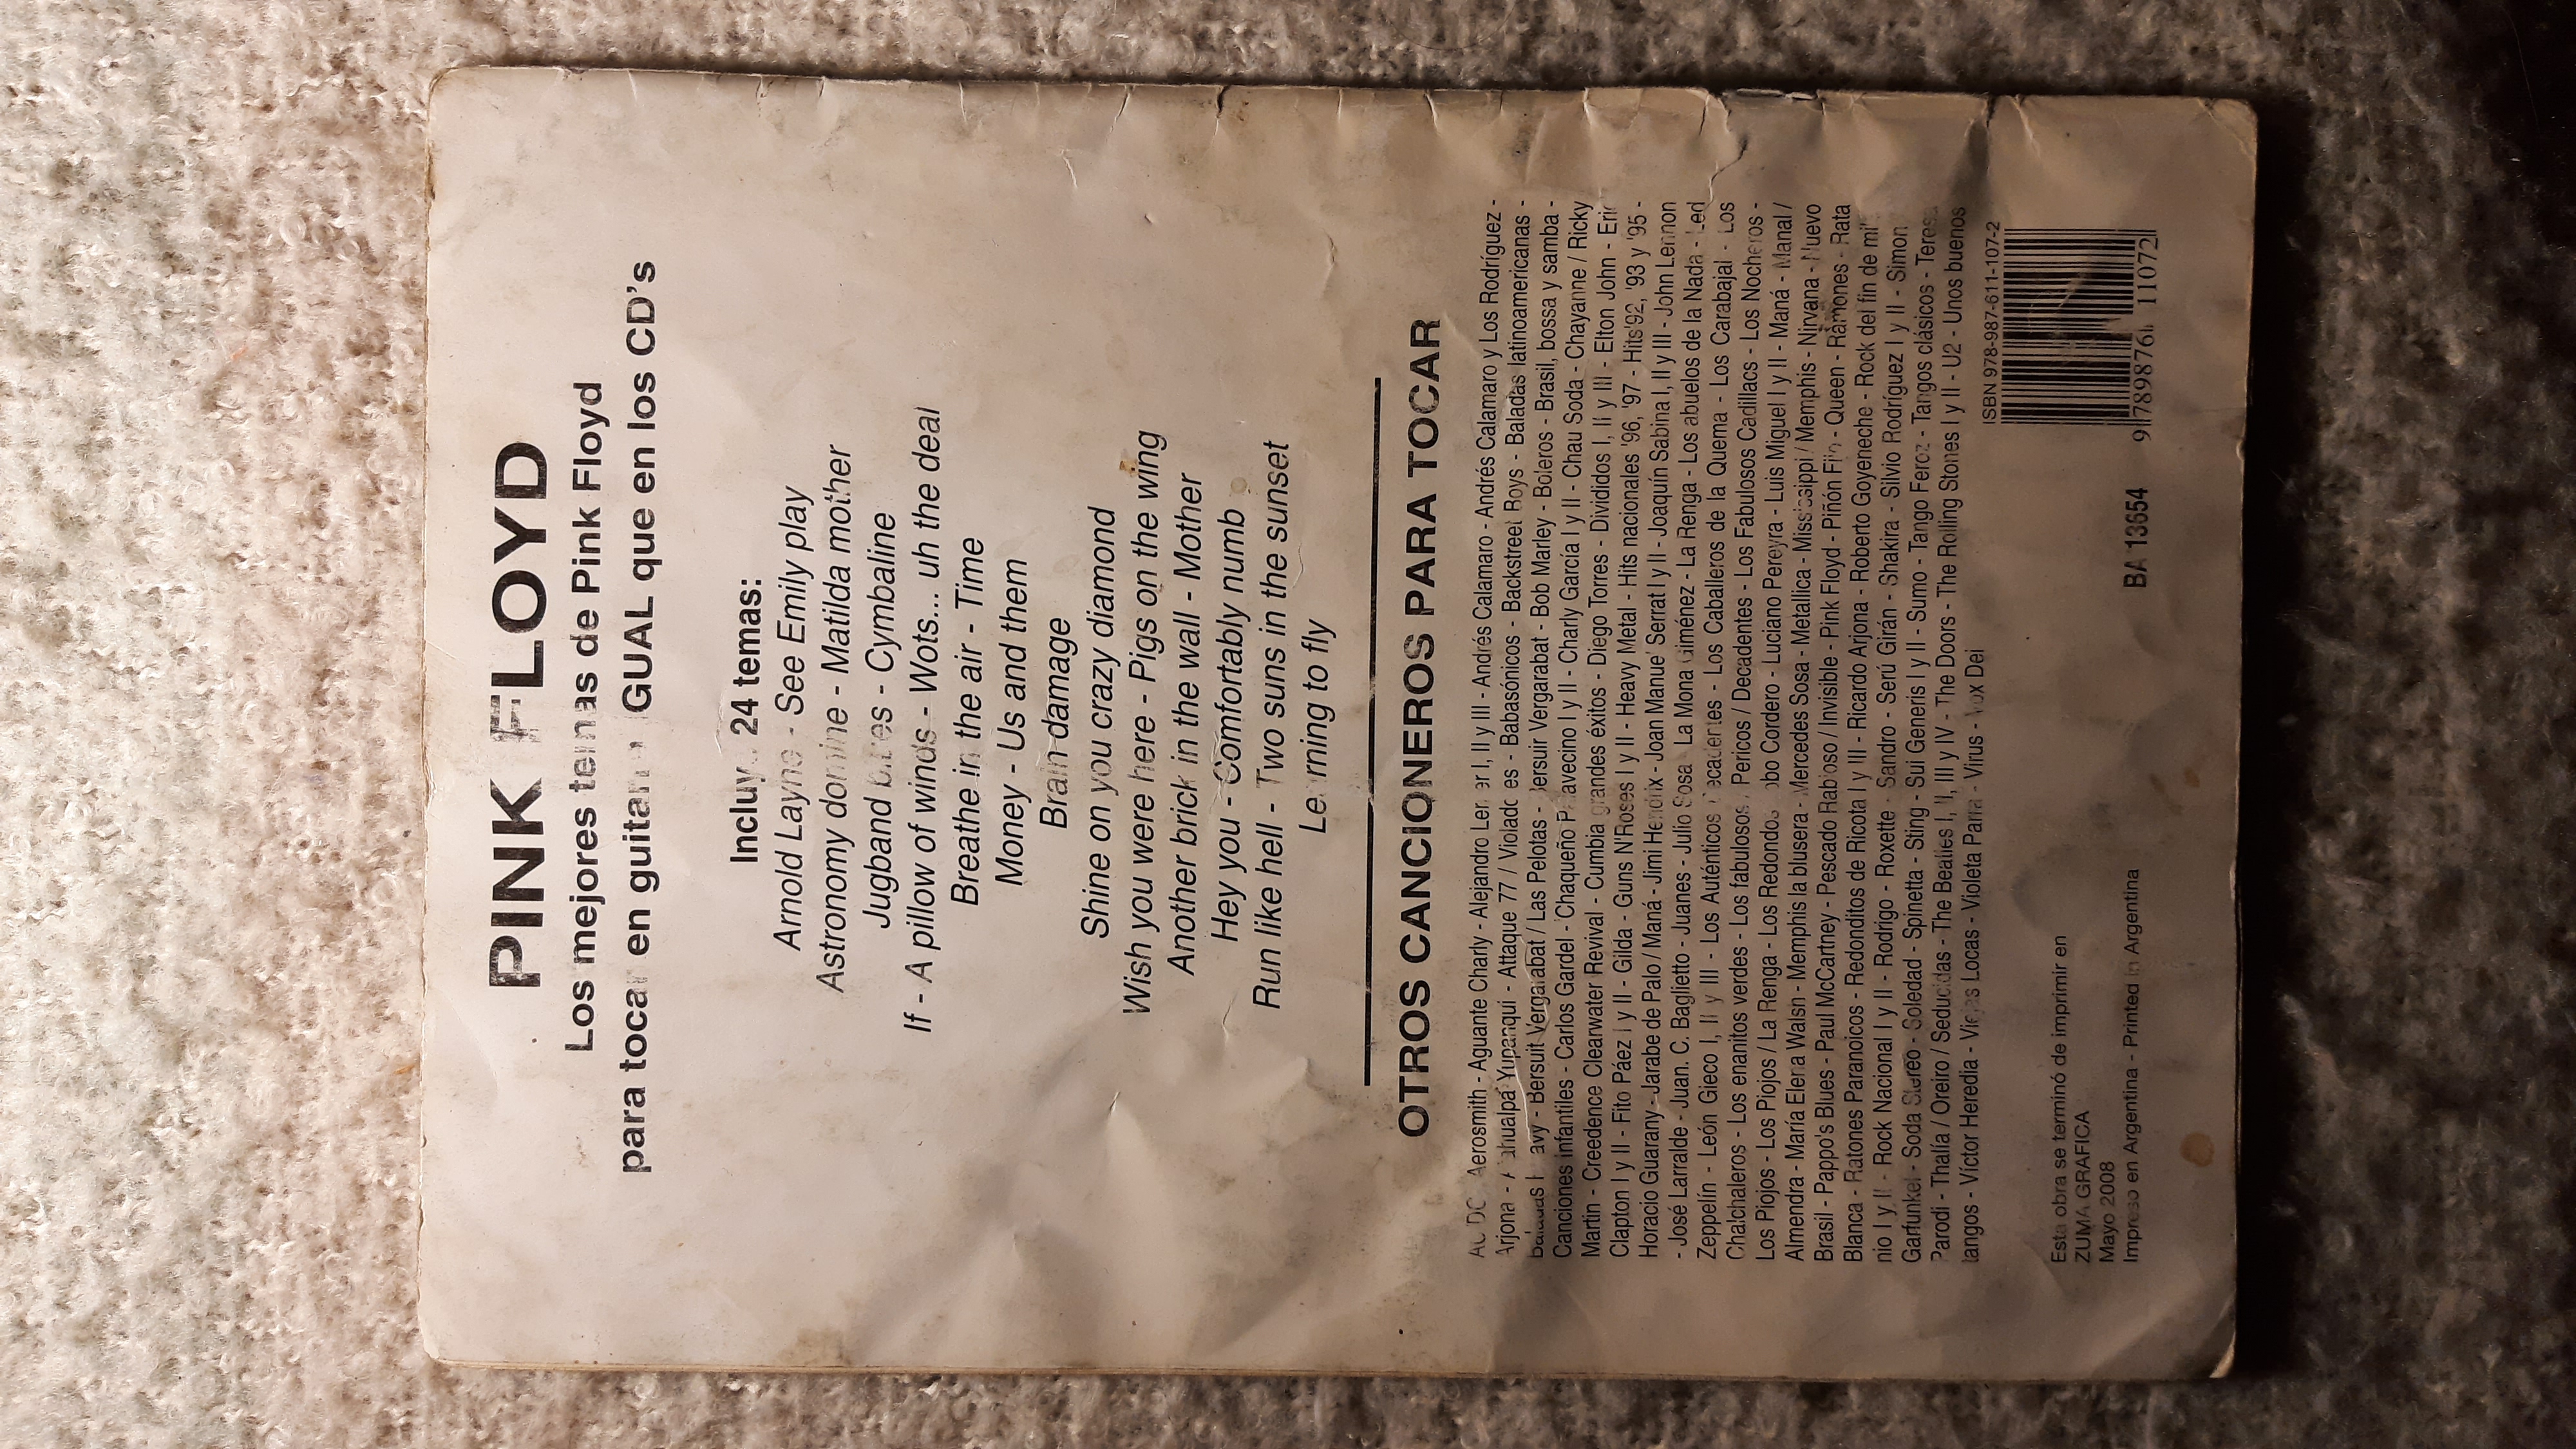 PINK FLOYD
Los mejores temas de Pink Floyd
para tocar en guitarra IGUAL que en los CD's
Incluye 24 temas:
Arnold Layne - See Emily play
Astronomy domine - Matilda mother
Jugband blues - Cymbaline
If - A pillow of winds - Wots... uh the deal
Breathe in the air - Time
Money - Us and them
Brain damage
Shine on you crazy diamond
Wish you were here - Pigs on the wing
Another brick in the wall - Mother
Hey you - Comfortably numb
Run like hell - Two suns in the sunset
Learning to fly
OTROS CANCIONEROS PARA TOCAR
AC/DC - Aerosmith - Aguante Charly - Alejandro Lerner I, II y III - Andrés Calamaro - Andrés Calamaro y Los Rodríguez -
Arjona - Atahualpa Yupanqui - Attaque 77 / Violadores - Babasónicos - Backstreet Boys - Baladas latinoamericanas -
Baladas Heavy - Bersuit Vergarabat / Las Pelotas - Bersuir Vergarabat - Bob Marley - Boleros - Brasil, bossa y samba -
Canciones infantiles - Carlos Gardel - Chaqueño Palavecino I y II - Charly García I y II - Chau Soda - Chayanne / Ricky
Martin - Creedence Clearwater Revival - Cumbia grandes éxitos - Diego Torres - Divididos I, II y III - Elton John - Eric
Clapton I y II - Fito Páez I y II - Gilda - Guns N'Roses I y II - Heavy Metal - Hits nacionales '96, '97 - Hits'92, '93 y '95 -
Horacio Guarany - Jarabe de Palo / Maná - Jimi Hendrix - Joan Manuel Serrat I y II - Joaquín Sabina I, II y III - John Lennon
- José Larralde - Juan. C. Baglietto - Juanes - Julio Sosa - La Mona Giménez - La Renga - Los abuelos de la Nada - Led
Zeppelín - León Gieco I, II y III - Los Auténticos Decadentes - Los Caballeros de la Quema - Los Carabajal - Los
Chalchaleros - Los enanitos verdes - Los fabulosos / Pericos / Decadentes - Los Fabulosos Cadillacs - Los Nocheros -
Los Piojos - Los Piojos / La Renga - Los Redondos Cordero - Luciano Pereyra - Luis Miguel I y II - Maná - Manal /
Almendra - María Elena Walsh - Memphis la blusera - Mercedes Sosa - Metallica - Mississippi / Memphis - Nirvana - Nuevo
Brasil - Pappo's Blues - Paul McCartney - Pescado Rabioso / Invisible - Pink Floyd - Piñón Fijo - Queen - Ramones - Rata
Blanca - Ratones Paranoicos - Redonditos de Ricota I y III - Ricardo Arjona - Roberto Goyeneche - Rock del fin de mile-
nio I y II - Rock Nacional I y II - Rodrigo - Roxette - Sandro - Serú Girán - Shakira - Silvio Rodríguez I y II - Simon
Garfunkel - Soda Stereo - Soledad - Spinetta - Sting - Sui Generis I y II - Sumo - Tango Feroz - Tangos clásicos - Teresa
Parodi - Thalía / Oreiro / Seducidas - The Beatles I, II, III y IV - The Doors - The Rolling Stones I y II - U2 - Unos buenos
tangos - Víctor Heredia - Viejas Locas - Violeta Parra - Virus - Vox Dei
ISBN 978-987-611-107-2
Esta obra se terminó de imprimir en
ZUMA GRAFICA
Mayo 2008
Impreso en Argentina - Printed in Argentina
BA 13654
9 789876 111072